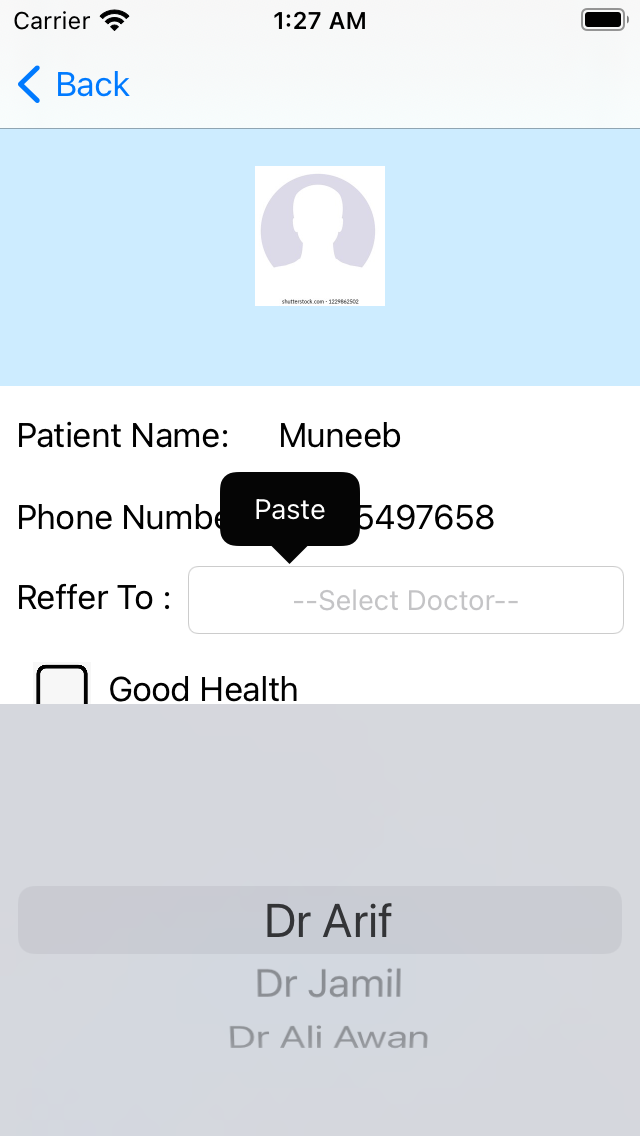 Carrier 1:27 AM
Back
shutterstock.com · 1229862502
Patient Name: Muneeb
Phone Numbe 5497658
Paste
Reffer To : --Select Doctor--
Good Health
Dr Arif
Dr Jamil
Dr Ali Awan